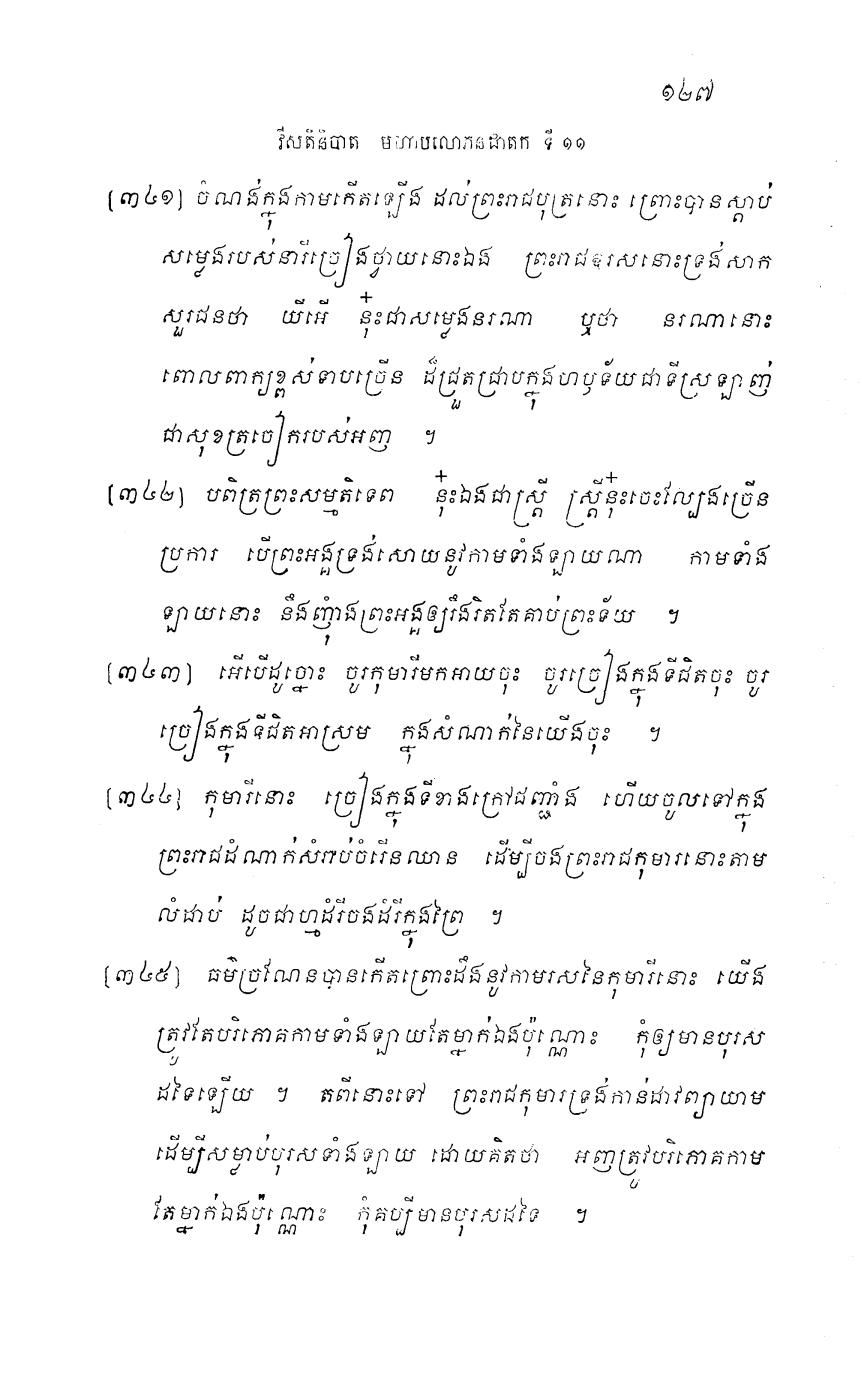 ១២៧
វីសតិនិបាត មហាបលោភនជាតក ទី ១១
[៣៤១] ចំណង់ក្នុងកាមកើតឡើង ដល់ព្រះរាជបុត្រនោះ ព្រោះបានស្តាប់
សម្លេងរបស់នារីច្រៀងថ្វាយនោះឯង ព្រះរាជឱរសនោះទ្រង់សាក
សួរជនថា យីអើ នុ៎ះជាសម្លេងនរណា ឬថា នរណានោះ
ពោលពាក្យខ្ពស់ទាបច្រើន ដ៏ជ្រួតជ្រាបក្នុងហឫទ័យជាទីស្រឡាញ់
ជាសុខត្រចៀករបស់អញ ។
[៣៤២] បពិត្រព្រះសម្មតិទេព នុ៎ះឯងជាស្ត្រី ស្ត្រីនុ៎ះចេះល្បែងច្រើន
ប្រការ បើព្រះអង្គទ្រង់សោយនូវកាមទាំងឡាយណា កាមទាំង
ឡាយនោះ នឹងញុំាងព្រះអង្គឲ្យរឹងរិតតែគាប់ព្រះទ័យ ។
[៣៤៣] អើបើដូច្នោះ ចូរកុមារីមកអាយចុះ ចូរច្រៀងក្នុងទីជិតចុះ ចូរ
ច្រៀងក្នុងទីជិតអាស្រម ក្នុងសំណាក់នៃយើងចុះ ។
[៣៤៤] កុមារីនោះ ច្រៀងក្នុងទីខាងក្រៅជញ្ជាំង ហើយចូលទៅក្នុង
ព្រះរាជដំណាក់សំរាប់ចំរើនឈាន ដើម្បីចងព្រះរាជកុមារនោះតាម
លំដាប់ ដូចជាហ្មដំរីចងដំរីក្នុងព្រៃ ។
[៣៤៥] ធម៌ច្រណែនបានកើតព្រោះដឹងនូវកាមរសនៃកុមារីនោះ យើង
ត្រូវតែបរិភោគកាមទាំងឡាយតែម្នាក់ឯងប៉ុណ្ណោះ កុំឲ្យមានបុរស
ដទៃឡើយ ។ តពីនោះទៅ ព្រះរាជកុមារទ្រង់កាន់ដាវព្យាយាម
ដើម្បីសម្លាប់បុរសទាំងឡាយ ដោយគិតថា អញត្រូវបរិភោគកាម
តែម្នាក់ឯងប៉ុណ្ណោះ កុំគប្បីមានបុរសដទៃ ។